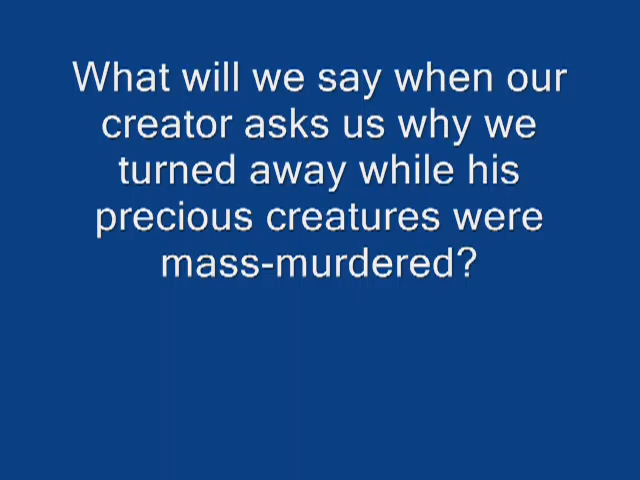 What will we say when our
creator asks us why we
turned away while his
precious creatures were
mass-murdered?